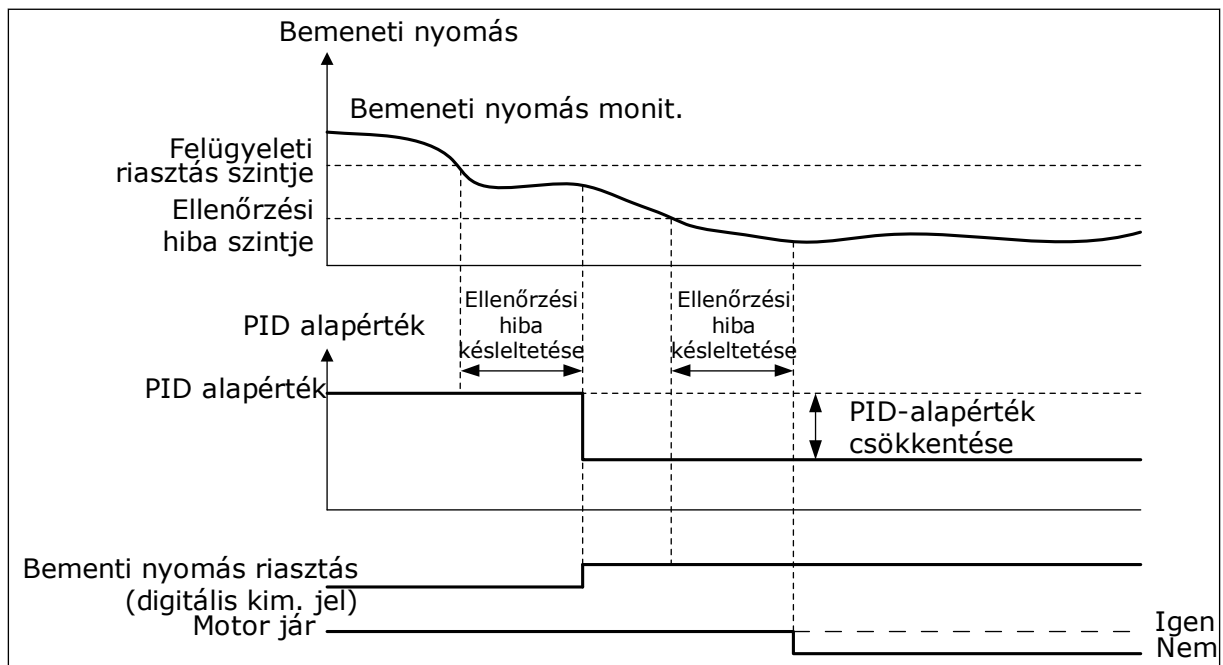 Bemeneti nyomás
Bemeneti nyomás monit.
Felügyeleti
riasztás szintje
Ellenőrzési
hiba szintje
Ellenőrzési
hiba
késleltetése
Ellenőrzési
hiba
késleltetése
PID alapérték
PID alapérték
PID-alapérték
csökkentése
Bementi nyomás riasztás
(digitális kim. jel)
Motor jár
Igen
Nem